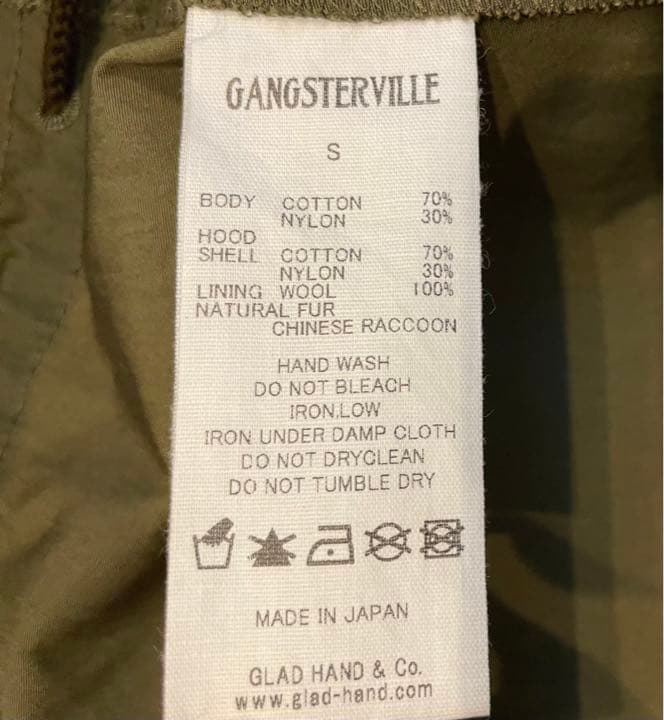 GANGSTERVILLE
S
BODY COTTON 70%
NYLON 30%
HOOD
SHELL COTTON 70%
NYLON 30%
LINING WOOL 100%
NATURAL FUR
CHINESE RACCOON
HAND WASH
DO NOT BLEACH
IRON,LOW
IRON UNDER DAMP CLOTH
DO NOT DRYCLEAN
DO NOT TUMBLE DRY
MADE IN JAPAN
GLAD HAND & Co.
www.glad-hand.com